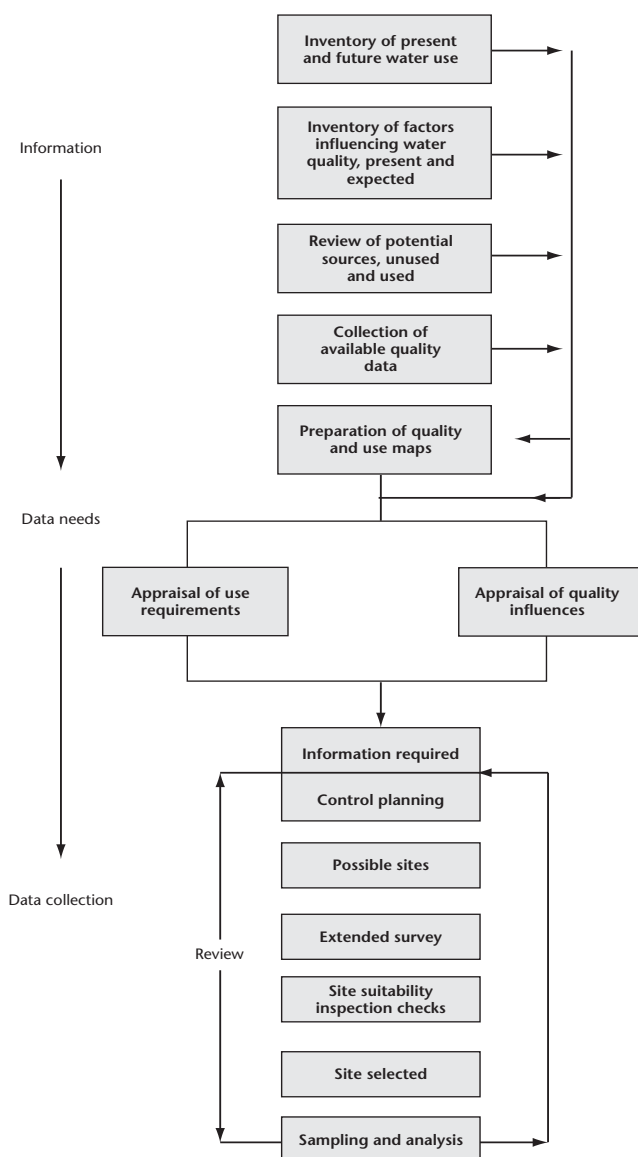 Inventory of present
and future water use
Information
Inventory of factors
influencing water
quality, present and
expected
Review of potential
sources, unused
and used
Collection of
available quality
data
Preparation of quality
and use maps
Data needs
Appraisal of use
requirements
Appraisal of quality
influences
Information required
Control planning
Possible sites
Data collection
Extended survey
Review
Site suitability
inspection checks
Site selected
Sampling and analysis